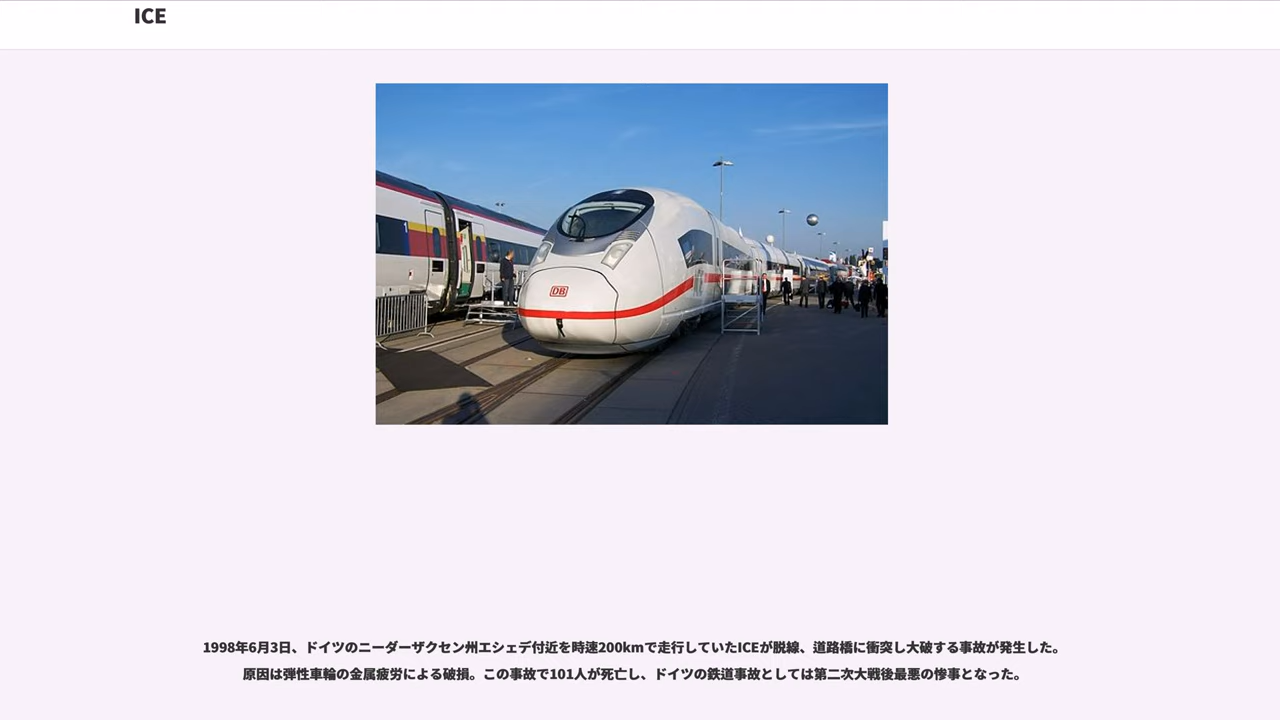 ICE
DB
1998年6月3日、ドイツのニーダーザクセン州エシェデ付近を時速200kmで走行していたICEが脱線、道路橋に衝突し大破する事故が発生した。
原因は弾性車輪の金属疲労による破損。この事故で101人が死亡し、ドイツの鉄道事故としては第二次大戦後最悪の惨事となった。